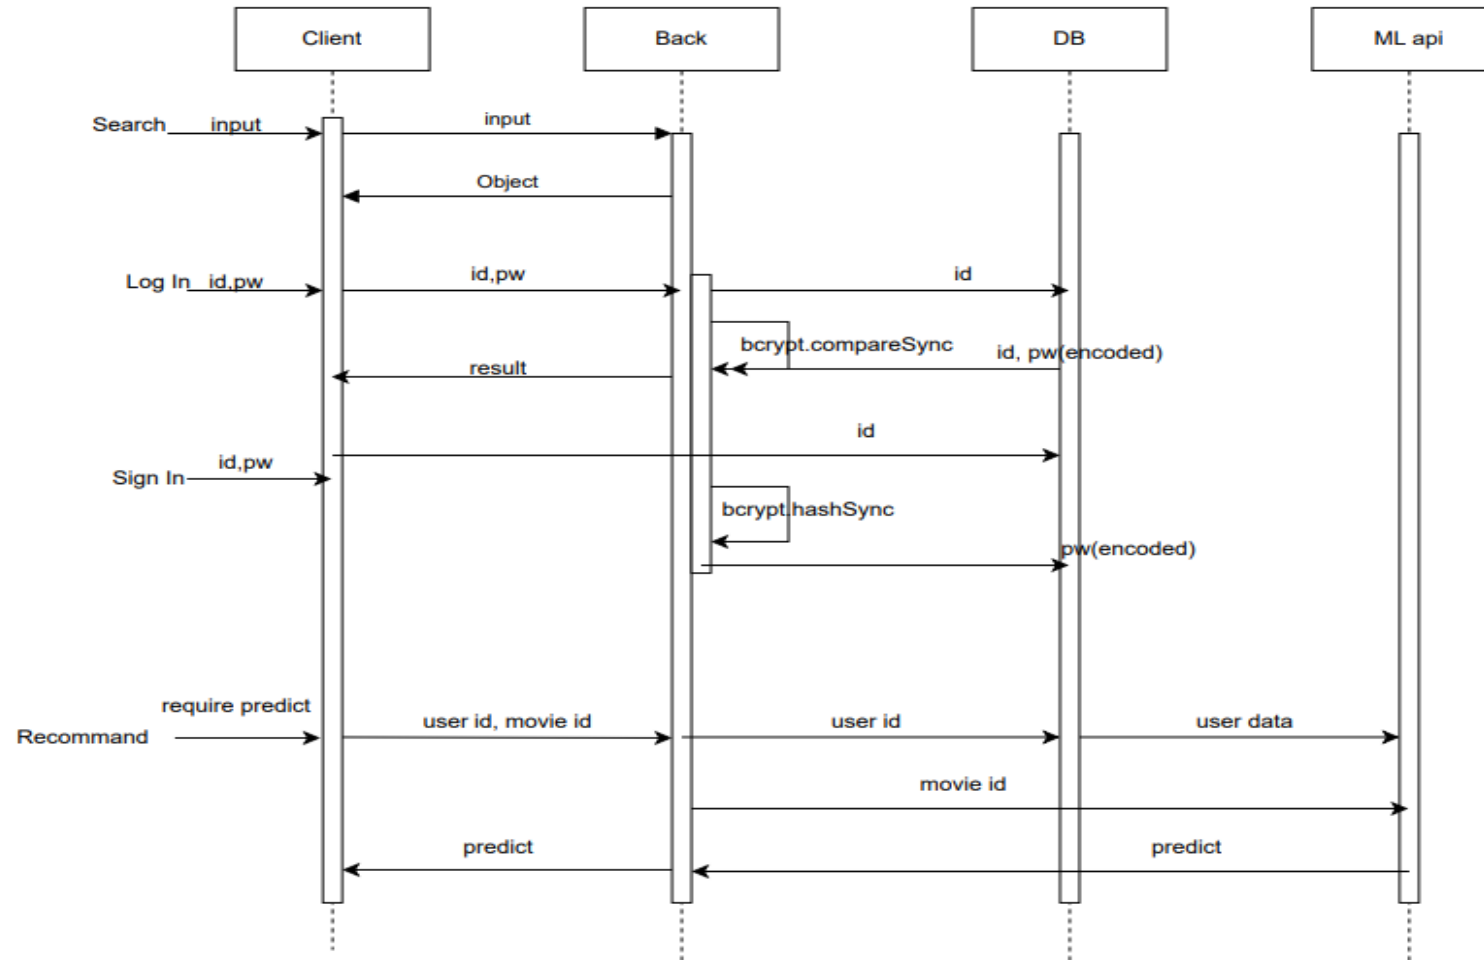 Client
Back
DB
ML api
Search
input
input
Object
Log In
id,pw
id,pw
id
bcrypt.compareSync
id, pw(encoded)
result
id
Sign In
id,pw
bcrypt.hashSync
pw(encoded)
require predict
Recommand
user id, movie id
user id
user data
movie id
predict
predict